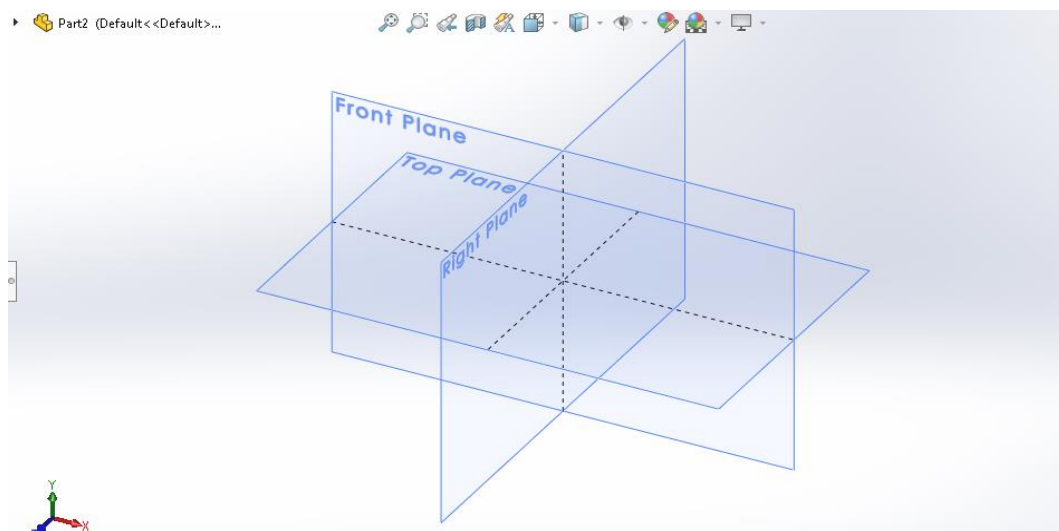 Part2 (Default<<Default>...
Front Plane
Top Plane
Right Plane
Y
X